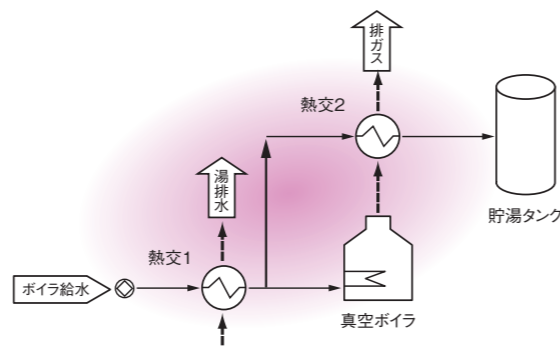 排ガス
熱交2
湯排水
貯湯タンク
熱交1
ボイラ給水
真空ボイラ